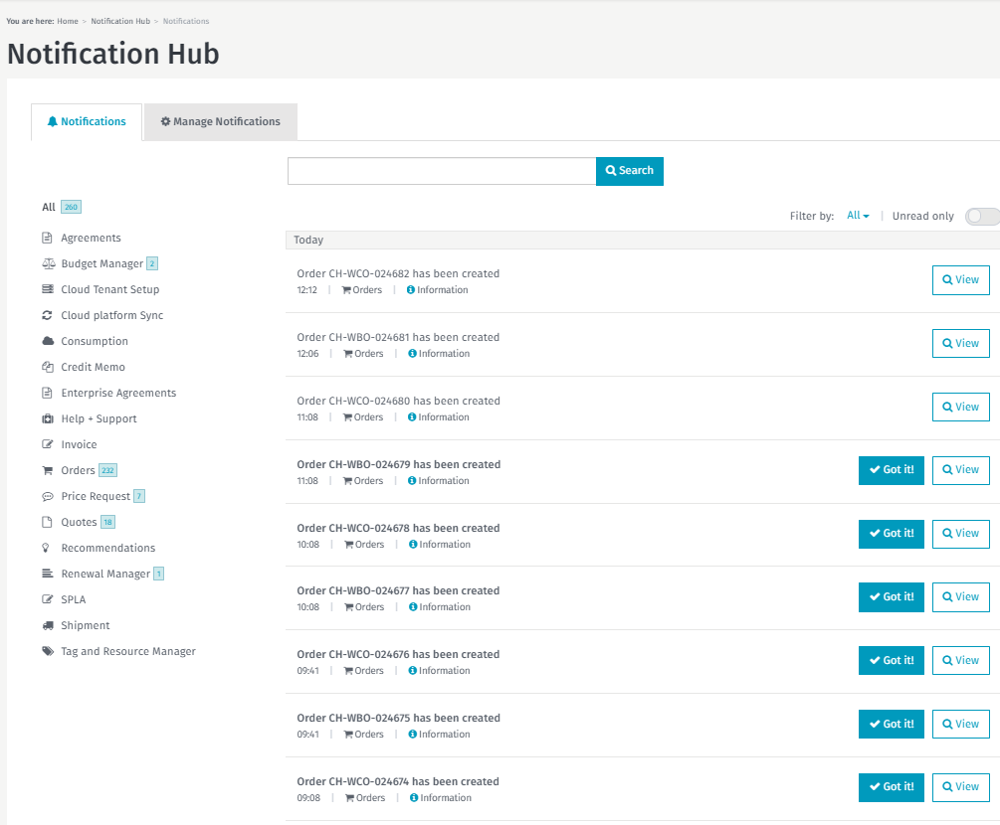 You are here: Home > Notification Hub > Notifications
Notification Hub
Notifications
Manage Notifications
Search
All 260
Filter by: All | Unread only
Agreements
Budget Manager 2
Cloud Tenant Setup
Cloud platform Sync
Consumption
Credit Memo
Enterprise Agreements
Help + Support
Invoice
Orders 232
Price Request 7
Quotes 18
Recommendations
Renewal Manager 1
SPLA
Shipment
Tag and Resource Manager
Today
Order CH-WCO-024682 has been created
12:12 | Orders | Information
View
Order CH-WBO-024681 has been created
12:06 | Orders | Information
View
Order CH-WCO-024680 has been created
11:08 | Orders | Information
View
Order CH-WBO-024679 has been created
11:08 | Orders | Information
Got it! View
Order CH-WCO-024678 has been created
10:08 | Orders | Information
Got it! View
Order CH-WBO-024677 has been created
10:08 | Orders | Information
Got it! View
Order CH-WCO-024676 has been created
09:41 | Orders | Information
Got it! View
Order CH-WBO-024675 has been created
09:41 | Orders | Information
Got it! View
Order CH-WCO-024674 has been created
09:08 | Orders | Information
Got it! View